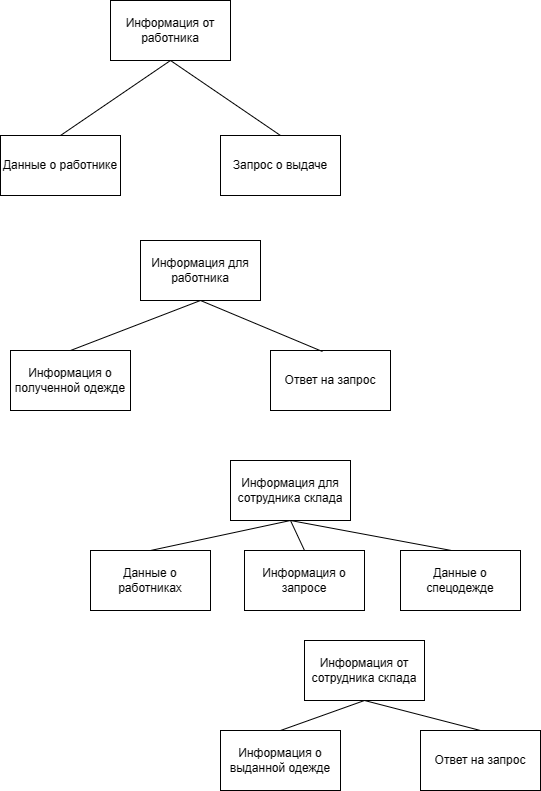 Информация от
работника
Данные о работнике
Запрос о выдаче
Информация для
работника
Информация о
полученной одежде
Ответ на запрос
Информация для
сотрудника склада
Данные о
работниках
Информация о
запросе
Данные о
спецодежде
Информация от
сотрудника склада
Информация о
выданной одежде
Ответ на запрос